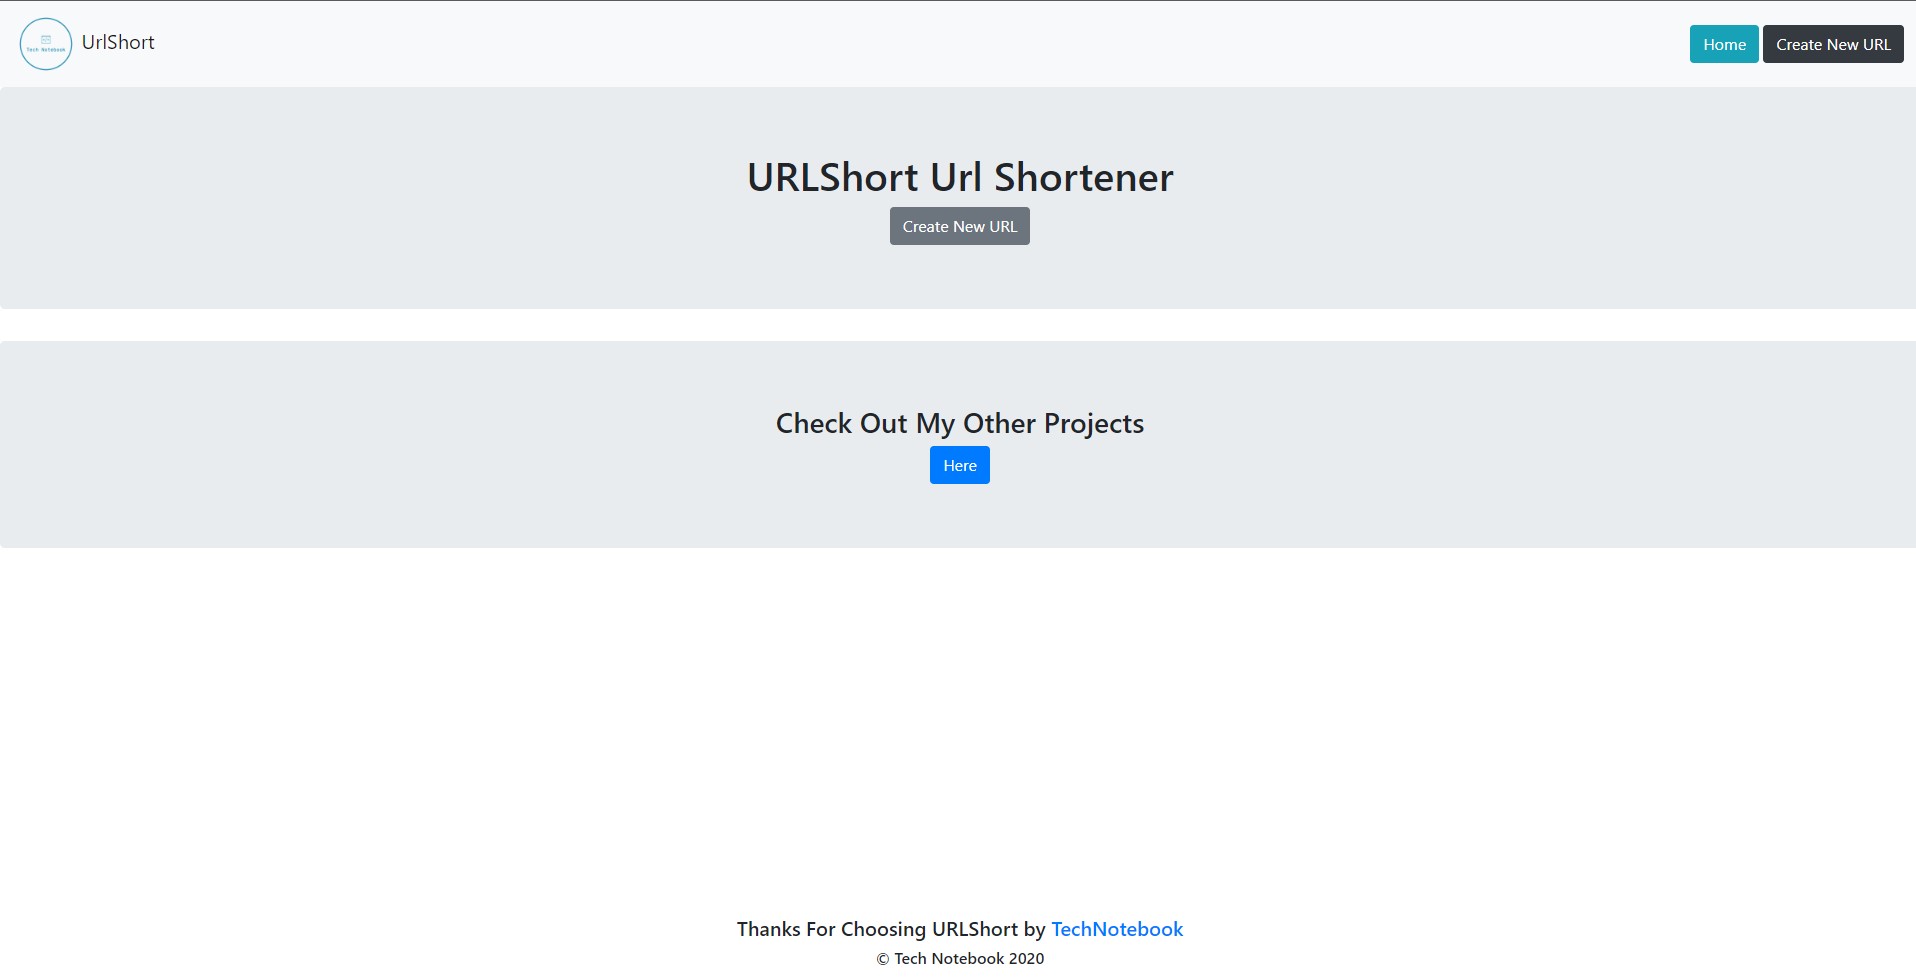 Tech Notebook
UrlShort
Home
Create New URL
URLShort Url Shortener
Create New URL
Check Out My Other Projects
Here
Thanks For Choosing URLShort by TechNotebook
© Tech Notebook 2020